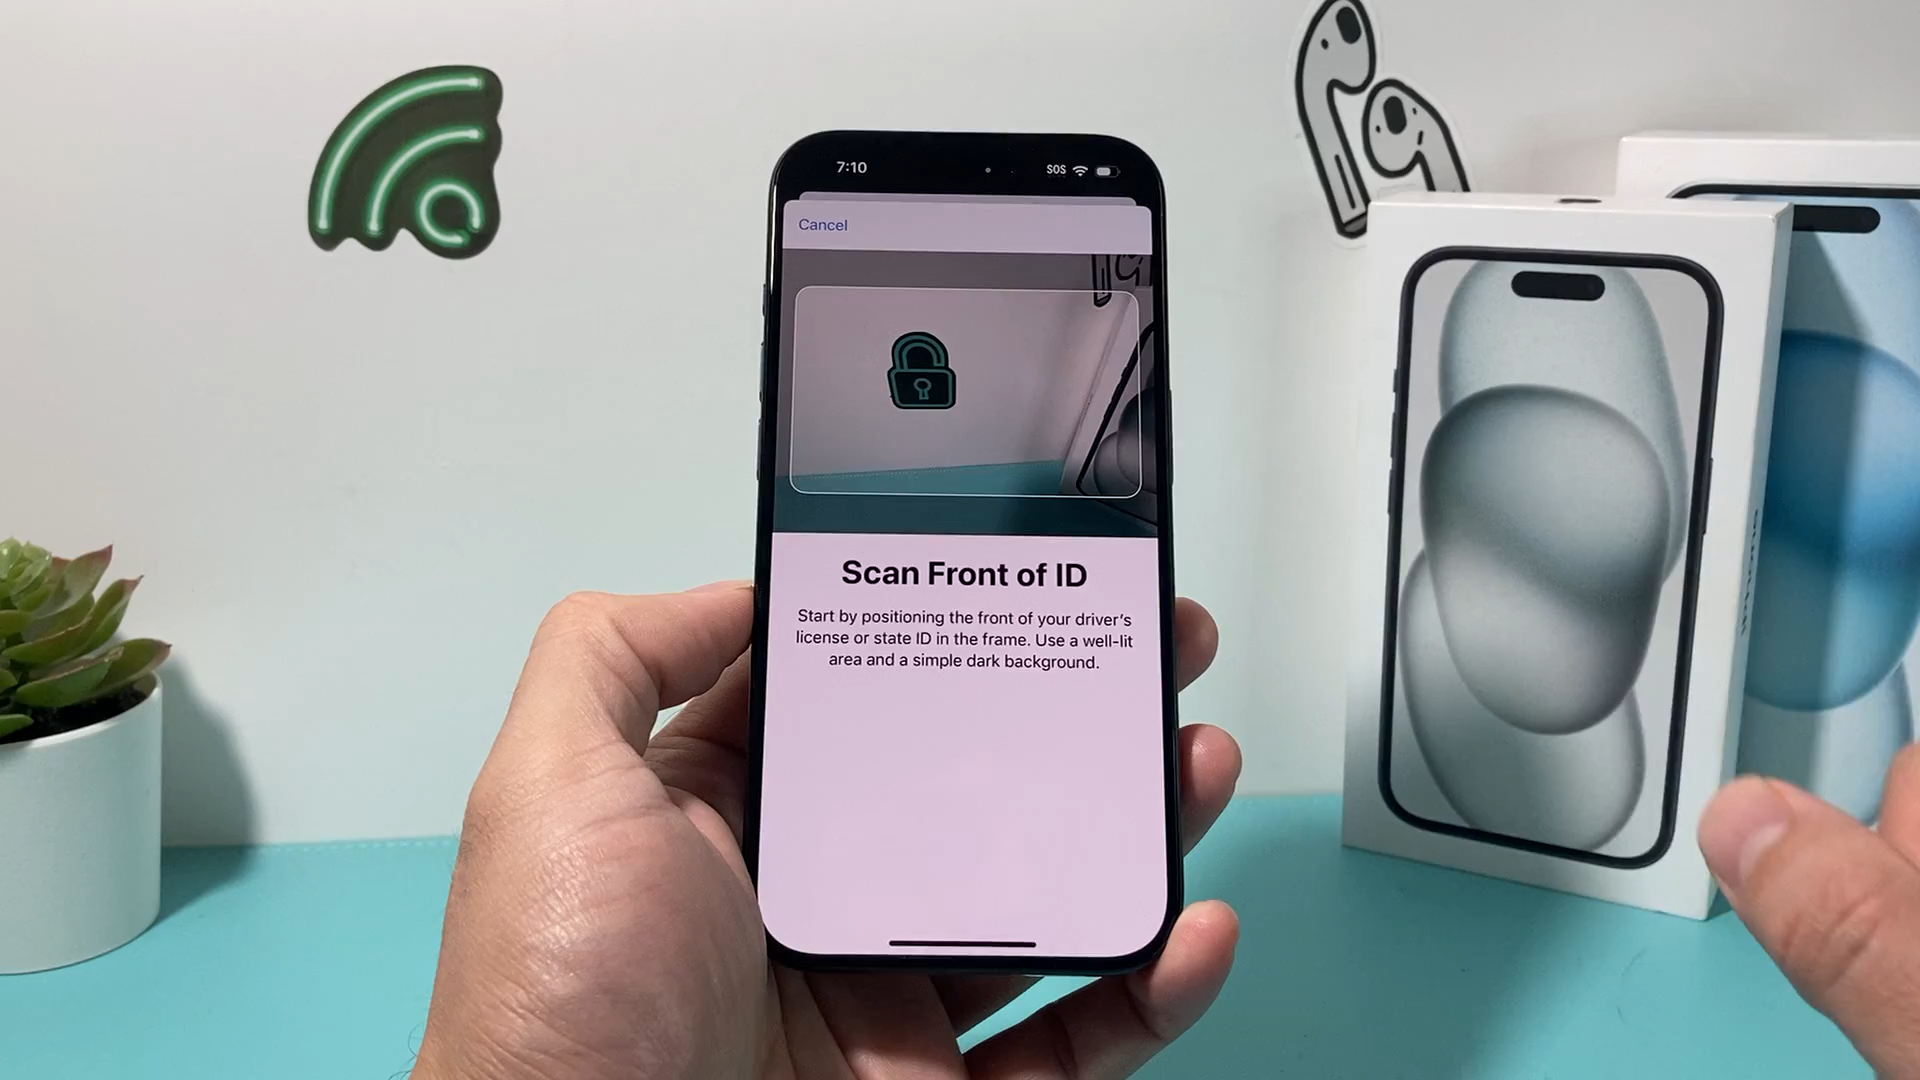 7:10
SOS
Cancel
Scan Front of ID
Start by positioning the front of your driver's
license or state ID in the frame. Use a well-lit
area and a simple dark background.
iPhone